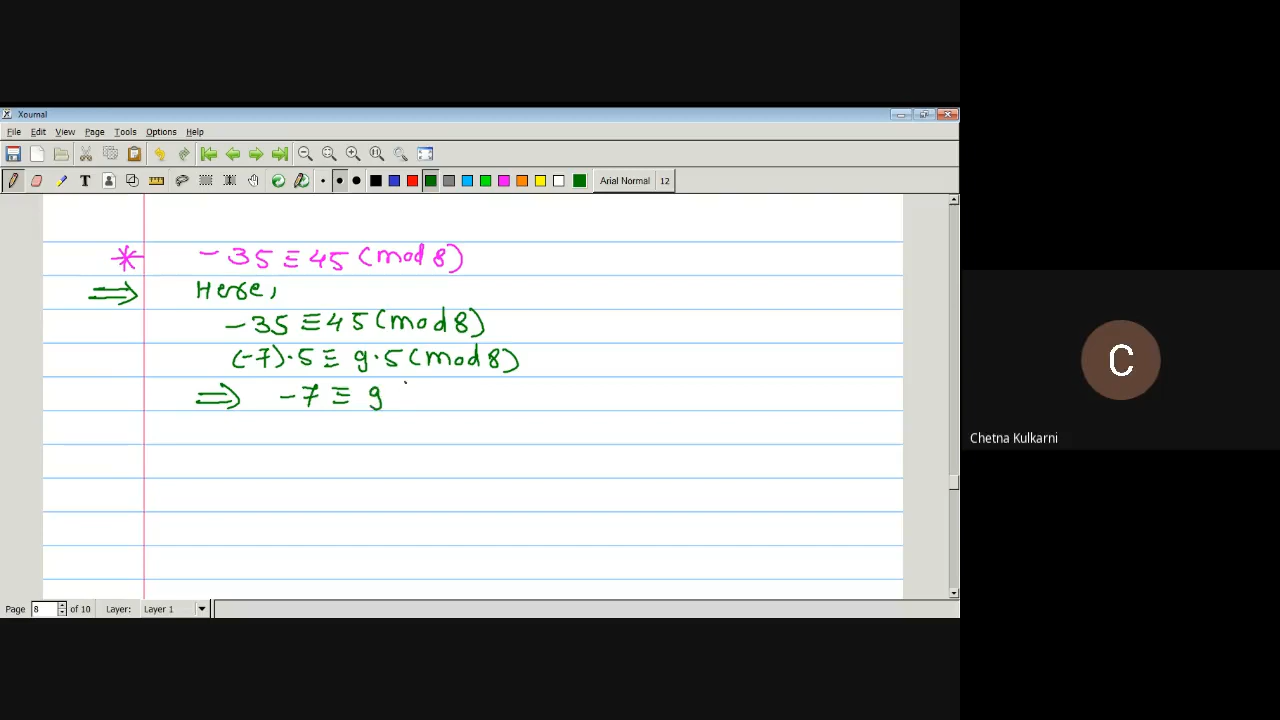 Xournal
File Edit View Page Tools Options Help
T Arial Normal 12
* - 35 ≡ 45 (mod 8)
⟹ Here,
- 35 ≡ 45 (mod 8)
(-7)·5 ≡ 9·5 (mod 8)
⟹ - 7 ≡ 9
Page 8 of 10 Layer: Layer 1
C
Chetna Kulkarni